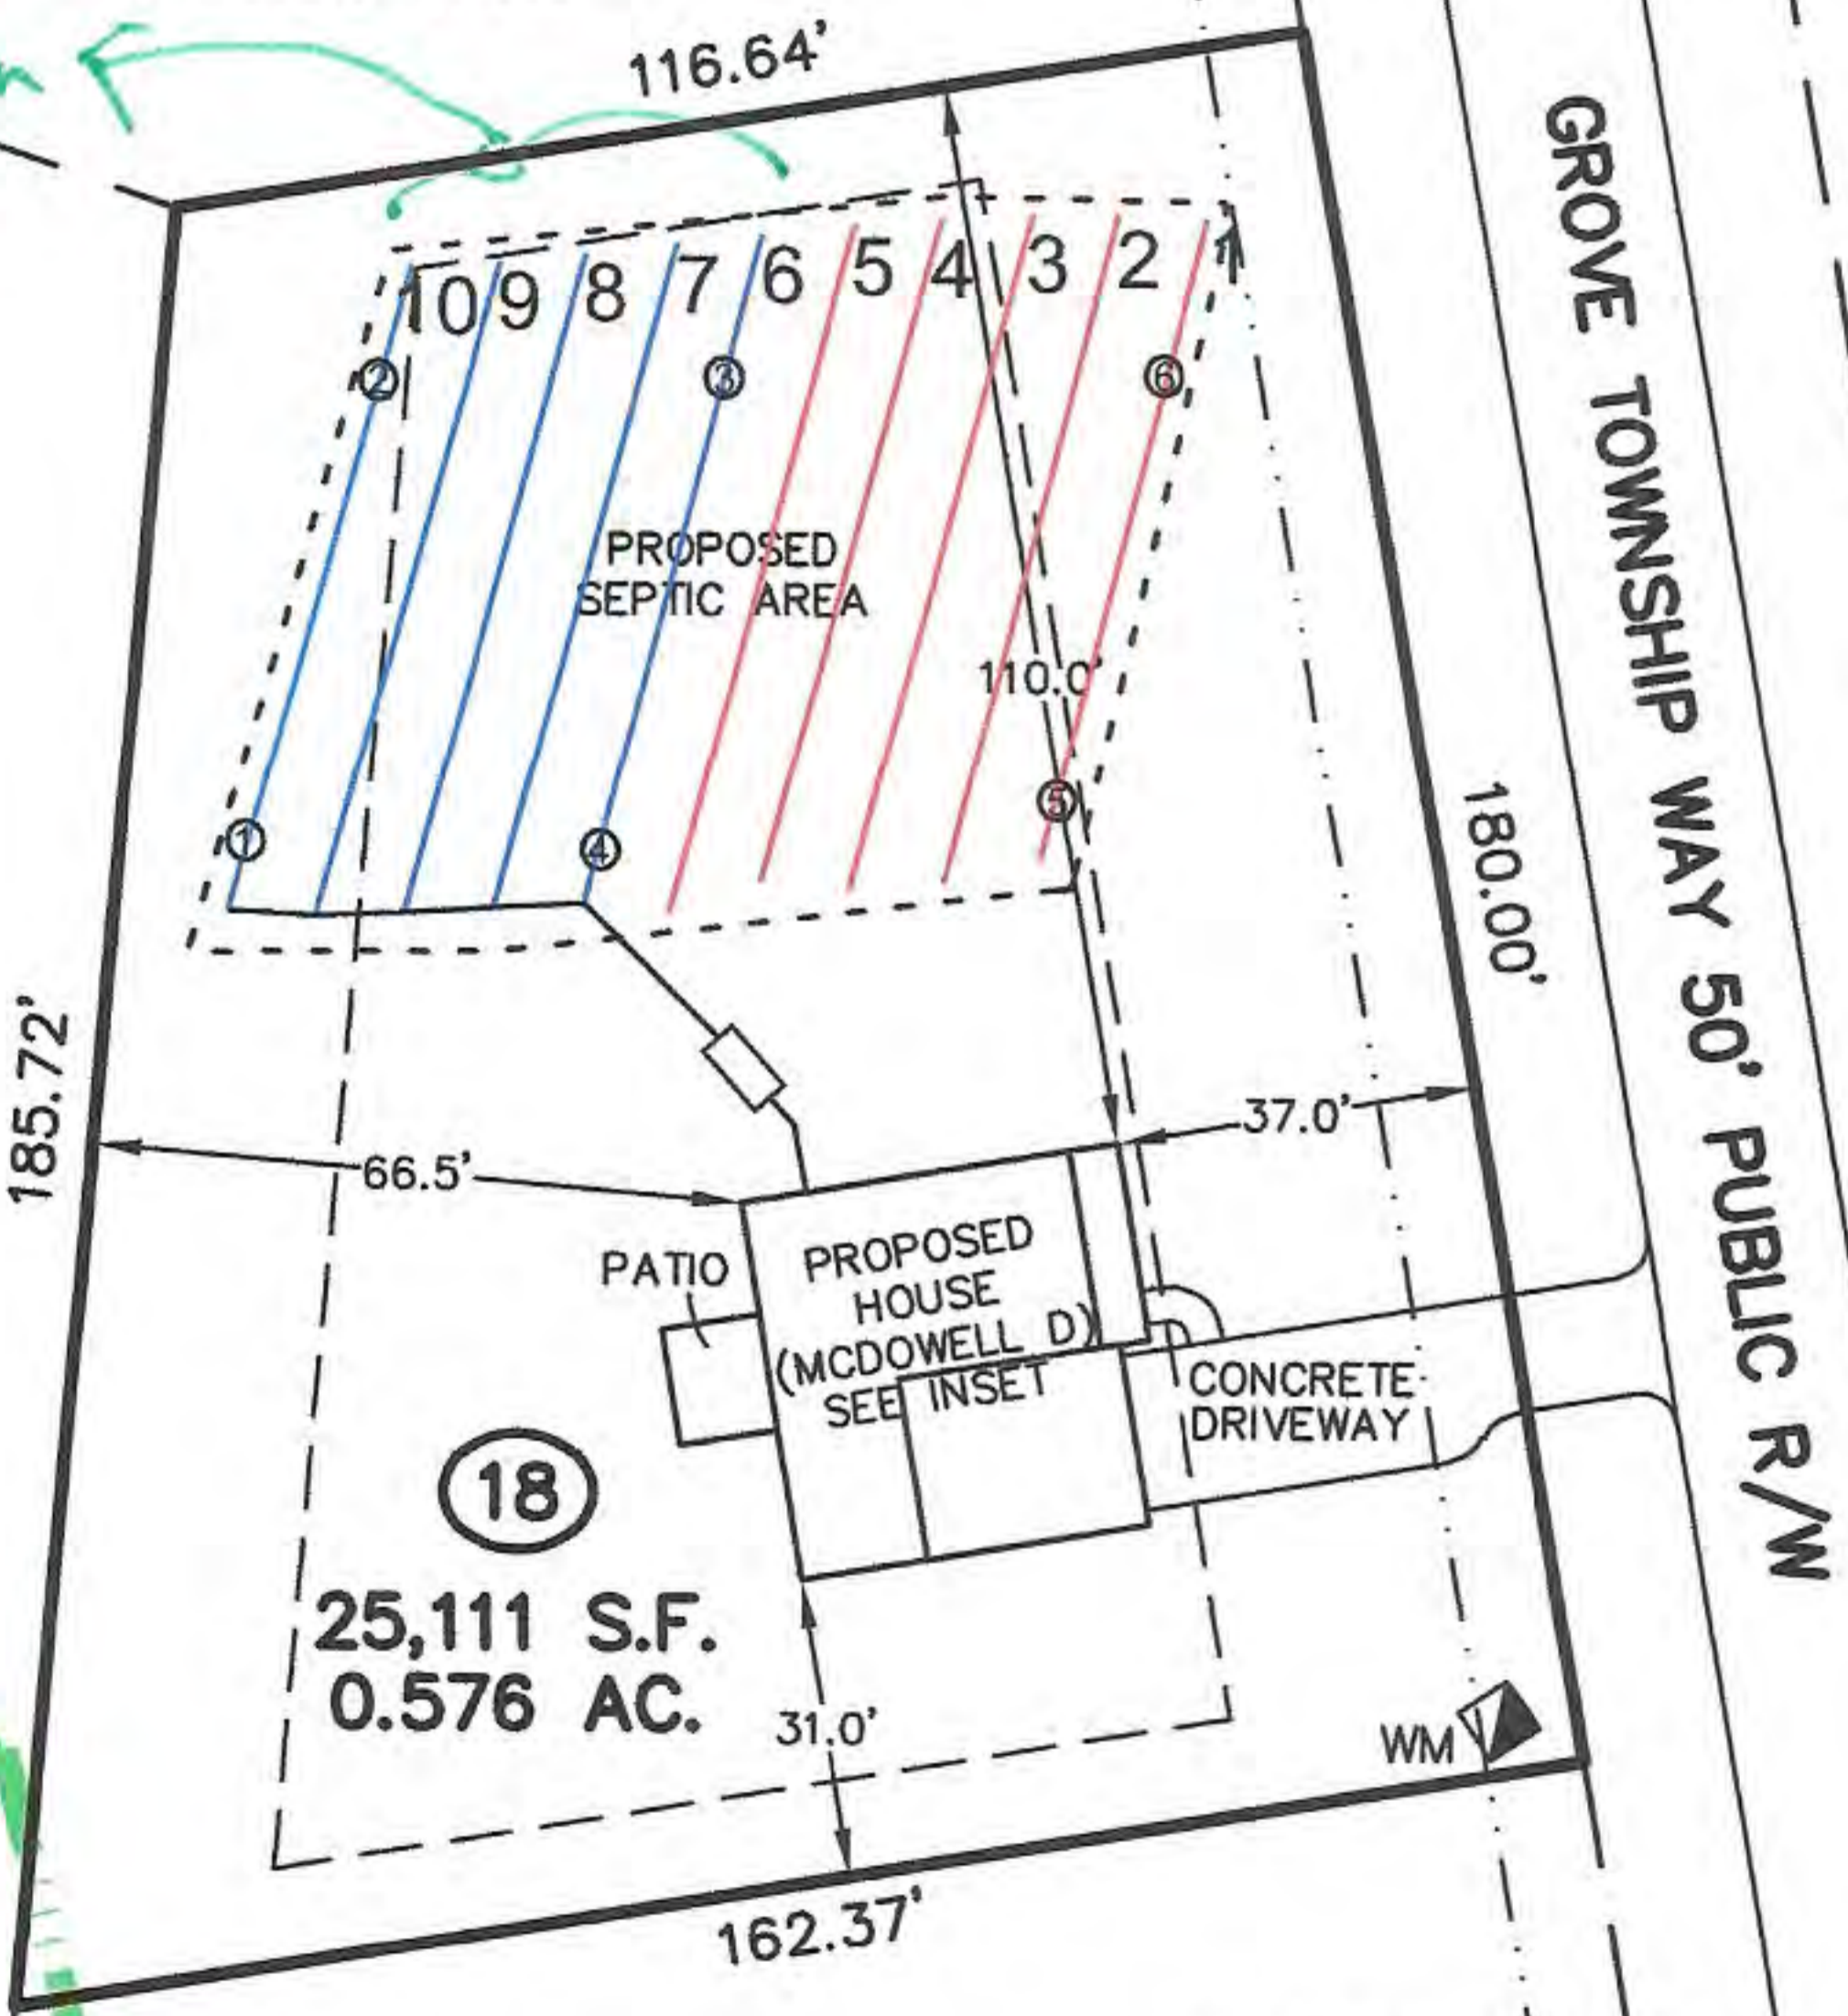 116.64'
10 9 8 7 6 5 4 3 2 1
2 3 6
PROPOSED
SEPTIC AREA
110.0'
5
1 4
180.00'
185.72'
37.0'
66.5'
PATIO
PROPOSED
HOUSE
(MCDOWELL D)
SEE INSET
CONCRETE
DRIVEWAY
18
25,111 S.F.
0.576 AC.
31.0'
WM
162.37'
GROVE TOWNSHIP WAY 50' PUBLIC R/W